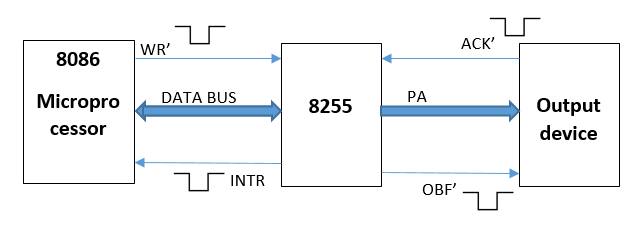 8086
Micropro
cessor
WR’
DATA BUS
INTR
8255
ACK’
PA
OBF’
Output
device